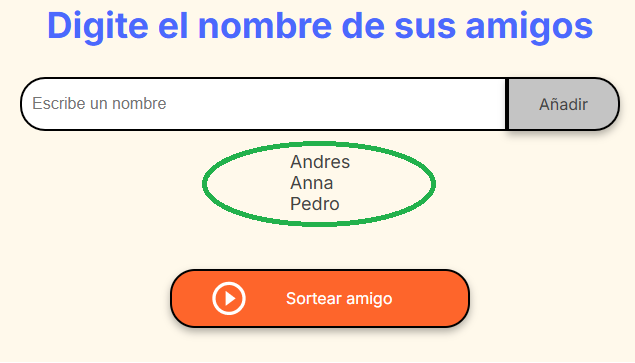 Digite el nombre de sus amigos
Escribe un nombre
Añadir
Andres
Anna
Pedro
Sortear amigo